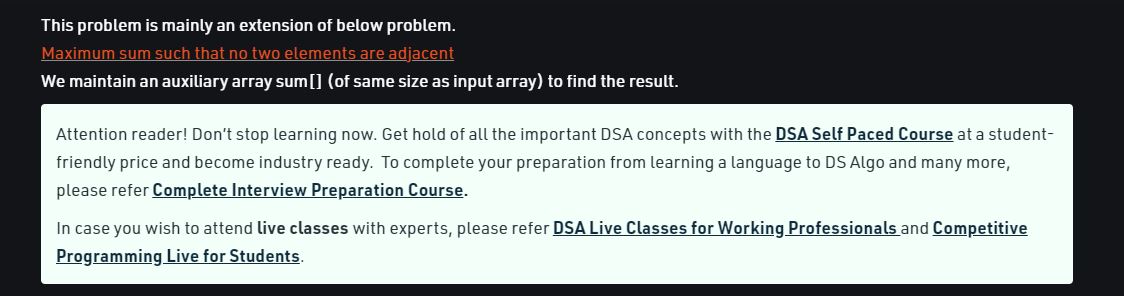 This problem is mainly an extension of below problem.
Maximum sum such that no two elements are adjacent
We maintain an auxiliary array sum[] (of same size as input array) to find the result.
Attention reader! Don’t stop learning now. Get hold of all the important DSA concepts with the DSA Self Paced Course at a student-
friendly price and become industry ready.  To complete your preparation from learning a language to DS Algo and many more,
please refer Complete Interview Preparation Course.
In case you wish to attend live classes with experts, please refer DSA Live Classes for Working Professionals and Competitive
Programming Live for Students.